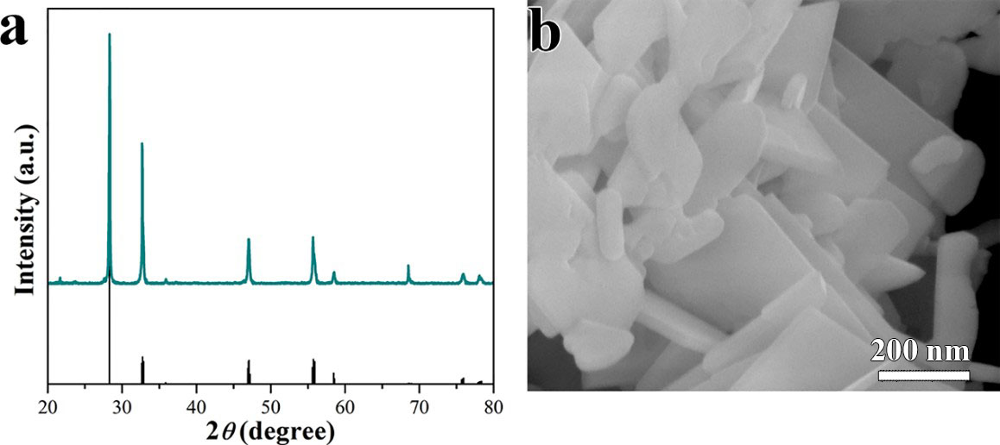 a
Intensity (a.u.)
20 30 40 50 60 70 80
2θ (degree)
b
200 nm